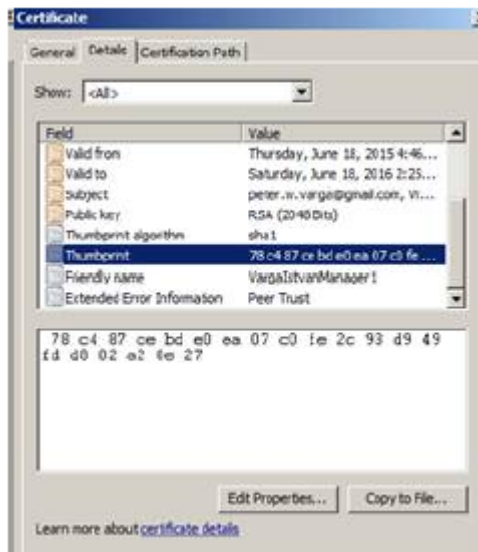 Certificate
General Details Certification Path
Show: <All>
Field Value
Valid from Thursday, June 18, 2015 4:46...
Valid to Saturday, June 18, 2016 2:25...
Subject peter.w.varga@gmail.com, Vi...
Public key RSA (2048 Bits)
Thumbprint algorithm sha1
Thumbprint 78 c4 87 ce bd e0 ea 07 c0 fe ...
Friendly name VargaIstvanManager1
Extended Error Information Peer Trust
78 c4 87 ce bd e0 ea 07 c0 fe 2c 93 d9 49
fd d0 02 27
Edit Properties... Copy to File...
Learn more about certificate details